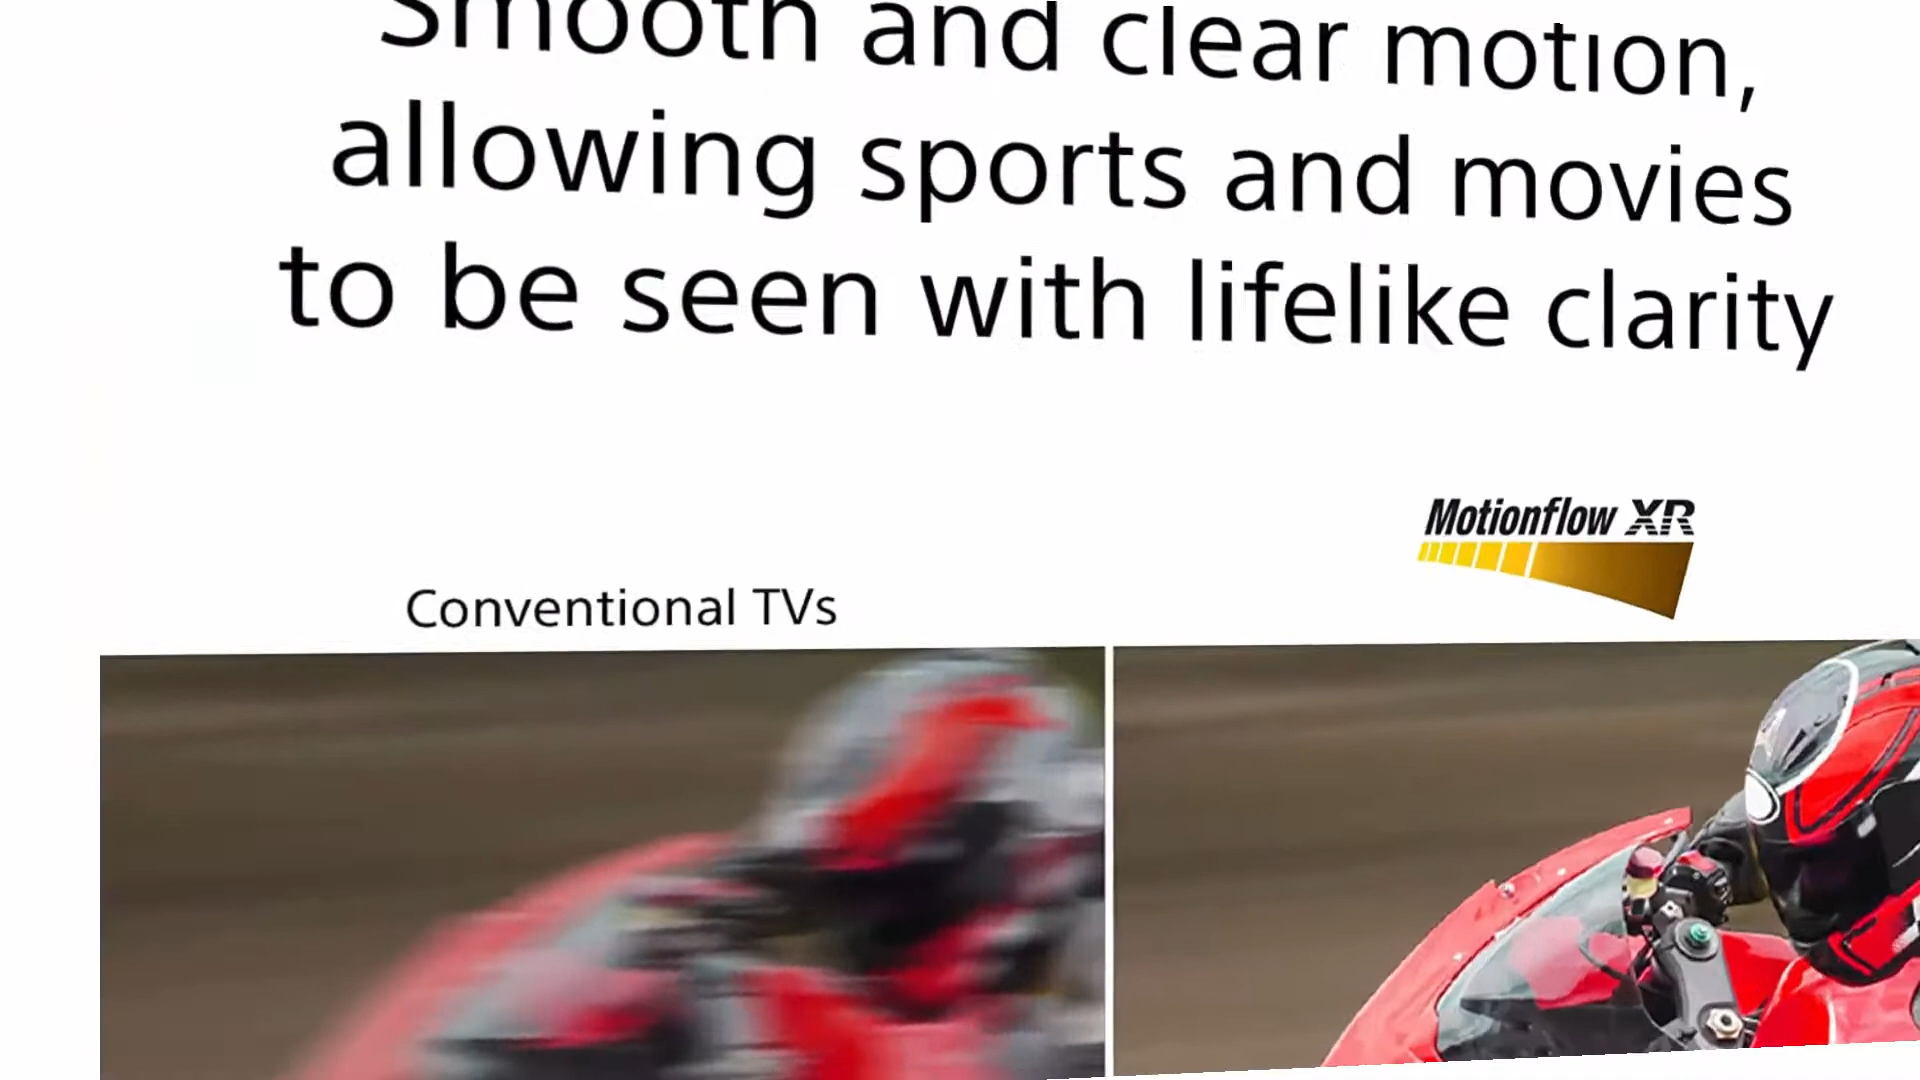 Smooth and clear motion,
allowing sports and movies
to be seen with lifelike clarity
Motionflow XR
Conventional TVs